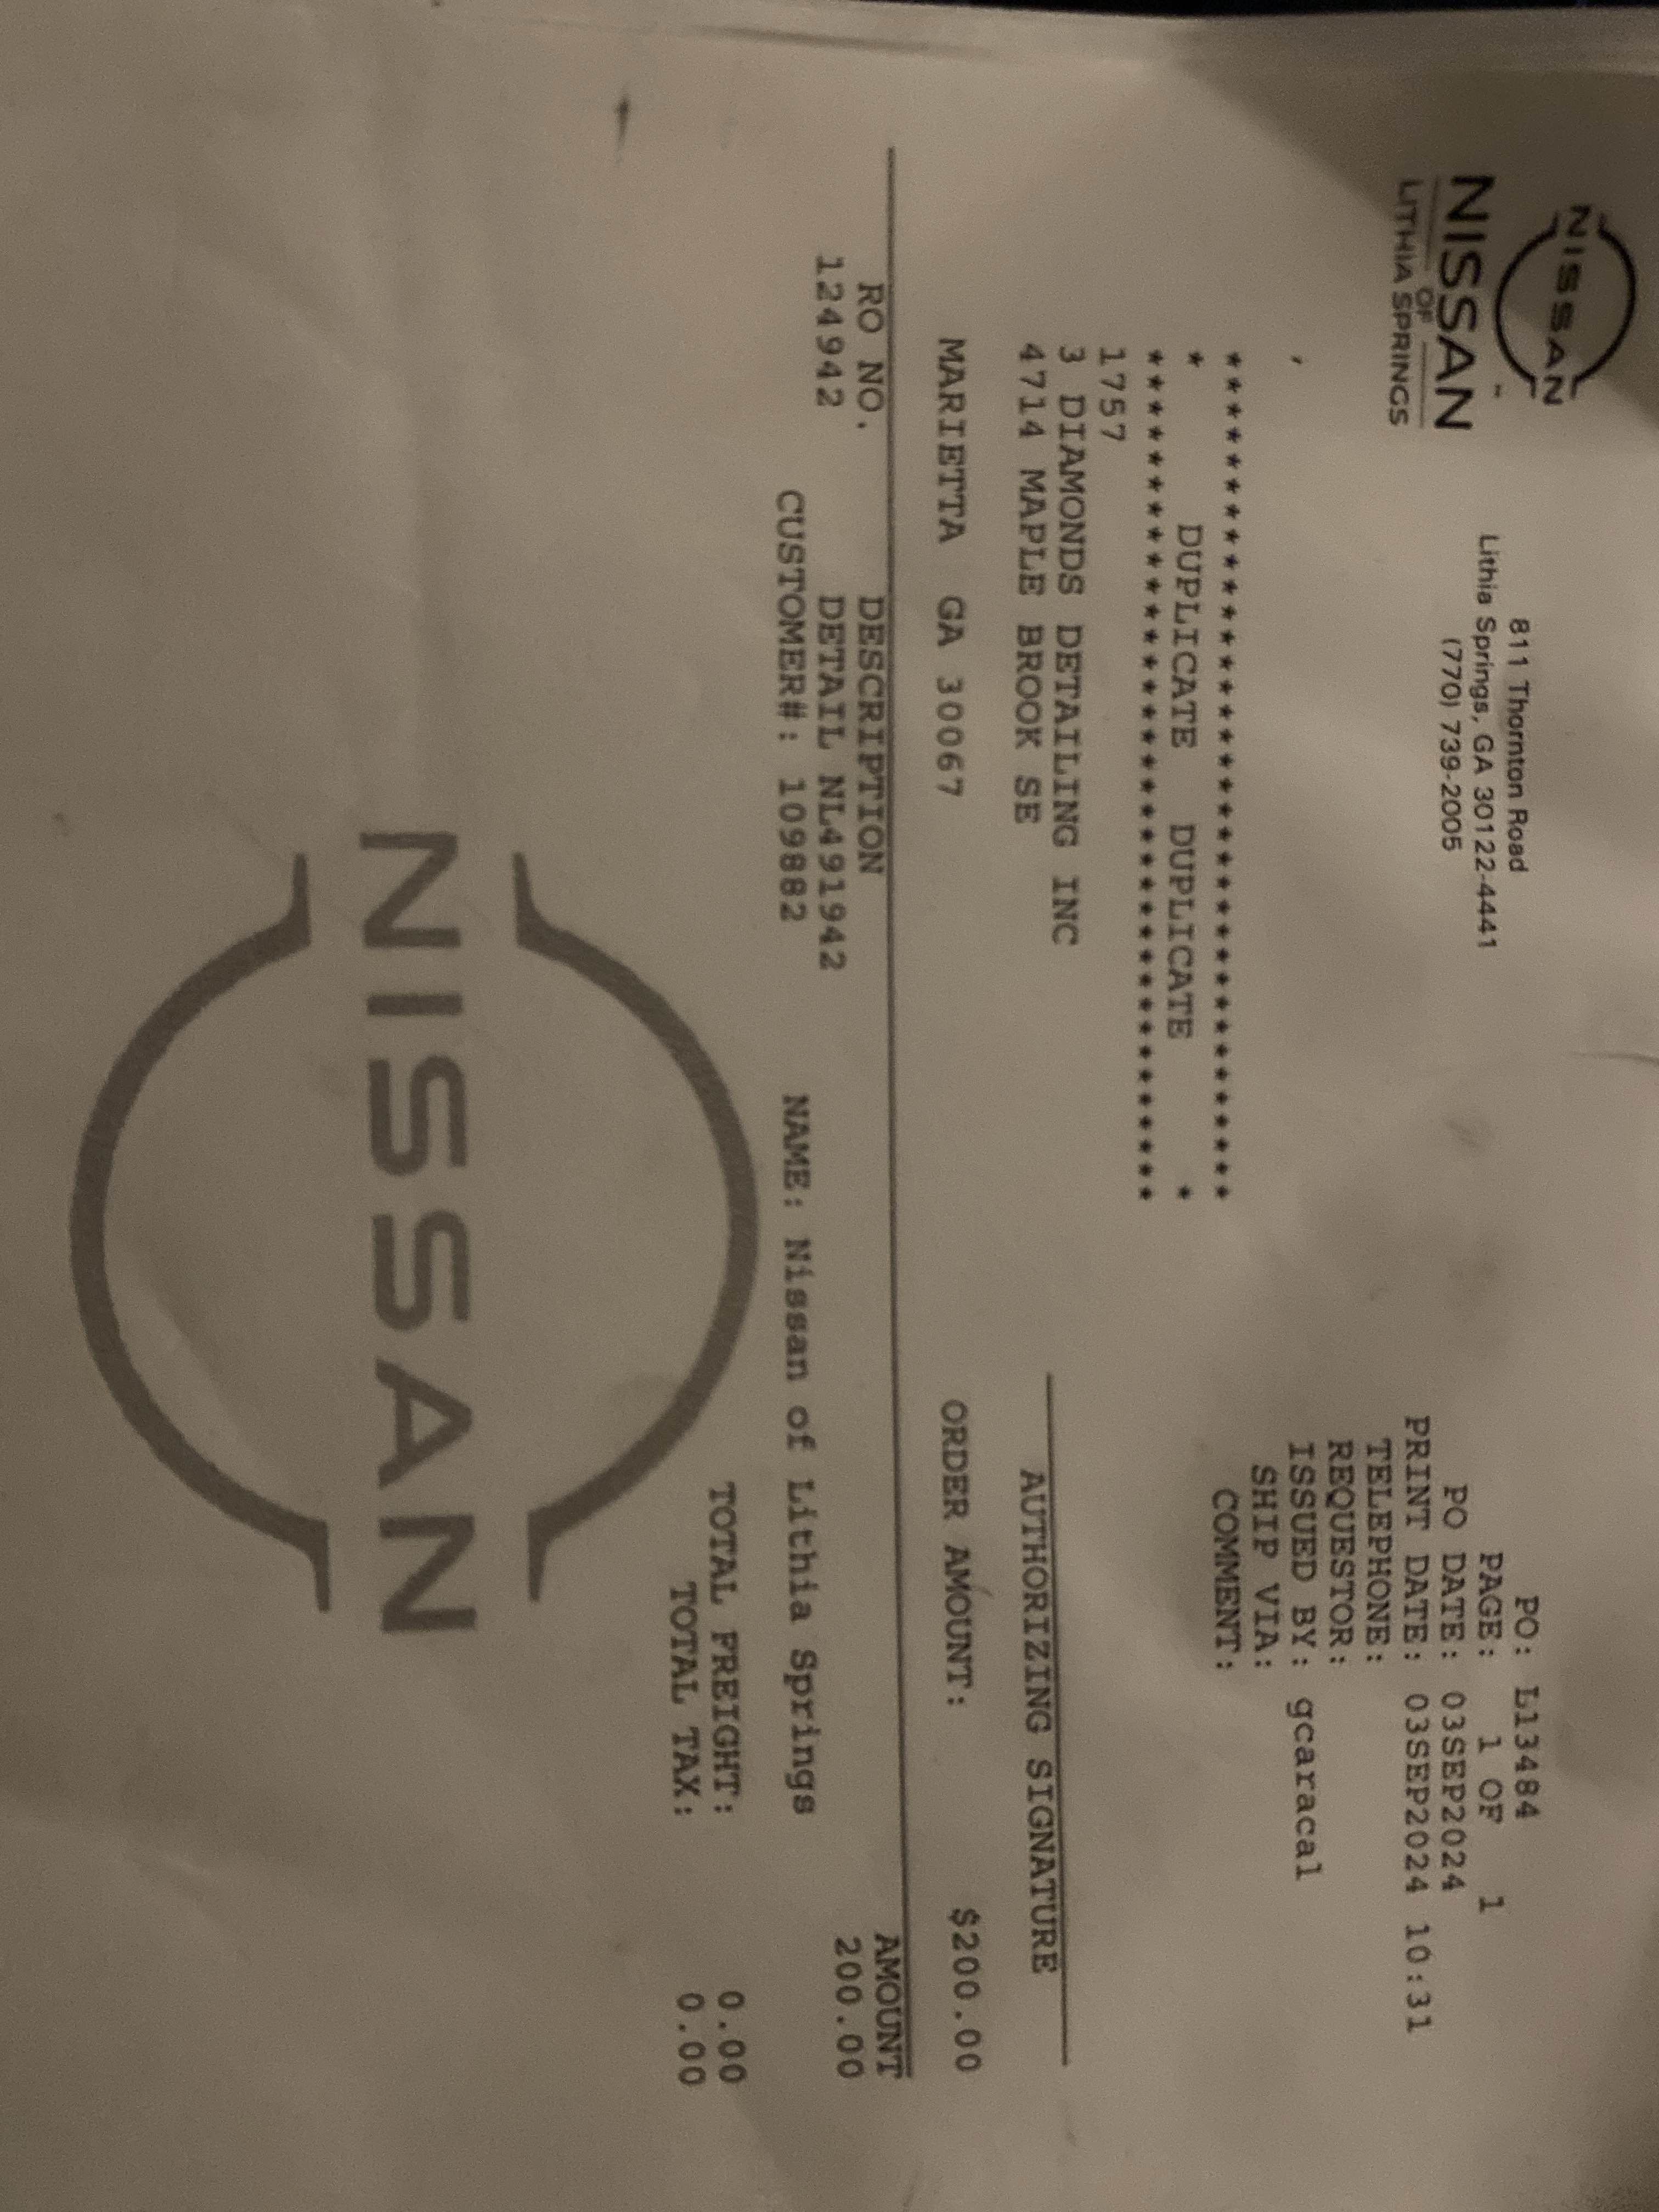 NISSAN
NISSAN
OF
LITHIA SPRINGS
811 Thornton Road
Lithia Springs, GA 30122-4441
(770) 739-2005
PO: L13484
PAGE: 1 OF 1
PO DATE: 03SEP2024
PRINT DATE: 03SEP2024 10:31
TELEPHONE:
REQUESTOR:
ISSUED BY: gcaracal
SHIP VIA:
COMMENT:
,
***********************************
* DUPLICATE DUPLICATE *
***********************************
1757
3 DIAMONDS DETAILING INC
4714 MAPLE BROOK SE
MARIETTA GA 30067
AUTHORIZING SIGNATURE
ORDER AMOUNT: $200.00
RO NO. DESCRIPTION AMOUNT
124942 DETAIL NL491942 200.00
CUSTOMER#: 109882 NAME: Nissan of Lithia Springs
TOTAL FREIGHT: 0.00
TOTAL TAX: 0.00
NISSAN